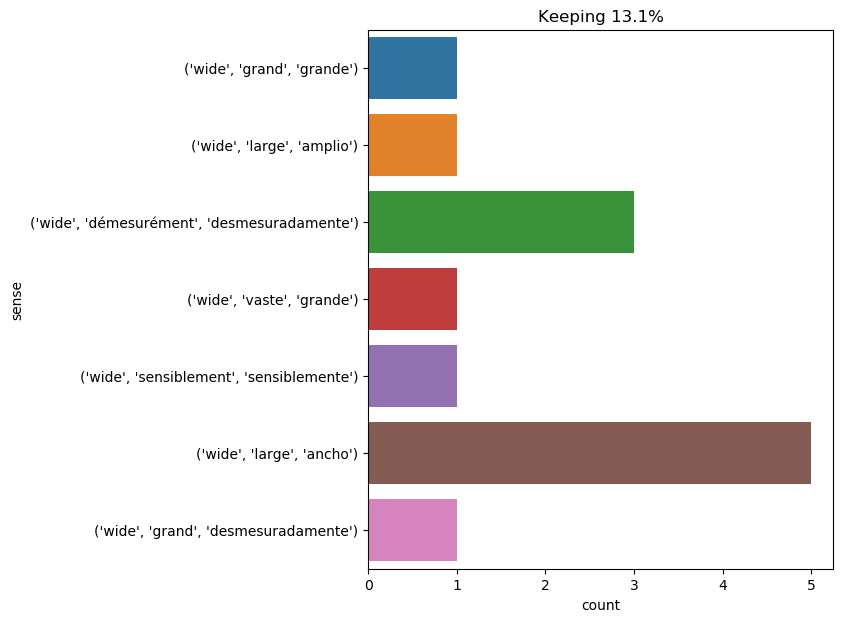 Keeping 13.1%
('wide', 'grand', 'grande')
('wide', 'large', 'amplio')
('wide', 'démesurément', 'desmesuradamente')
('wide', 'vaste', 'grande')
('wide', 'sensiblement', 'sensiblemente')
('wide', 'large', 'ancho')
('wide', 'grand', 'desmesuradamente')
sense
0 1 2 3 4 5
count